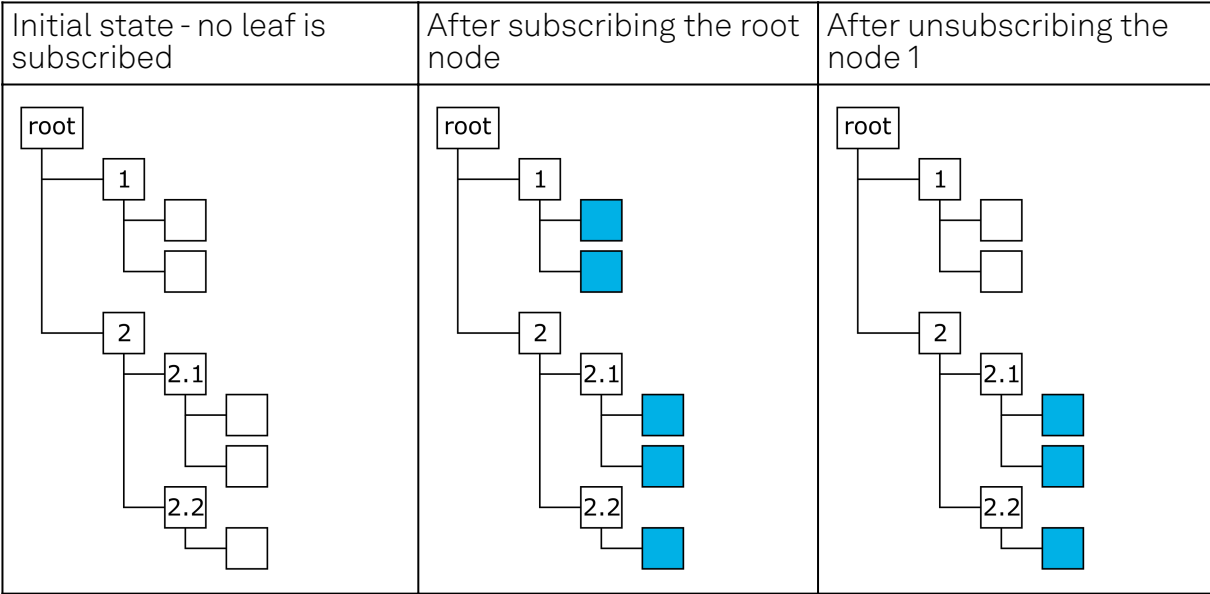 Initial state - no leaf is
subscribed
After subscribing the root
node
After unsubscribing the
node 1
root
1
2
2.1
2.2
root
1
2
2.1
2.2
root
1
2
2.1
2.2